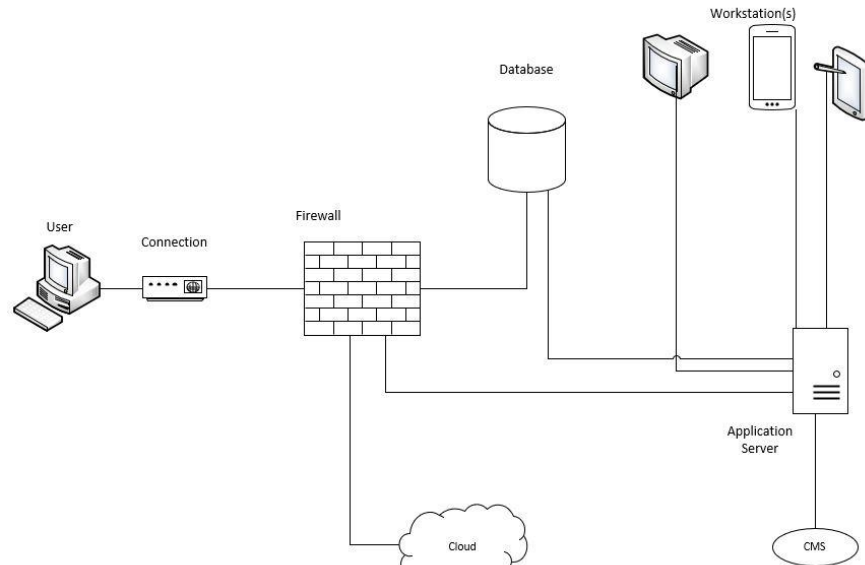 Workstation(s)
Database
Firewall
User
Connection
Application
Server
Cloud
CMS